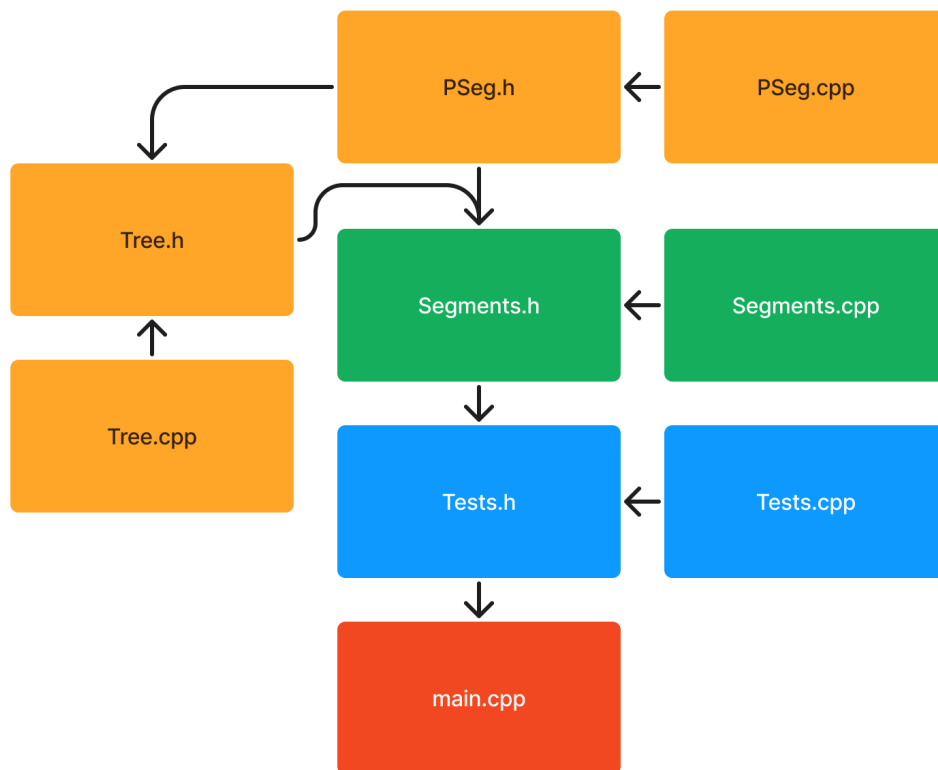 PSeg.h
PSeg.cpp
Tree.h
Segments.h
Segments.cpp
Tree.cpp
Tests.h
Tests.cpp
main.cpp